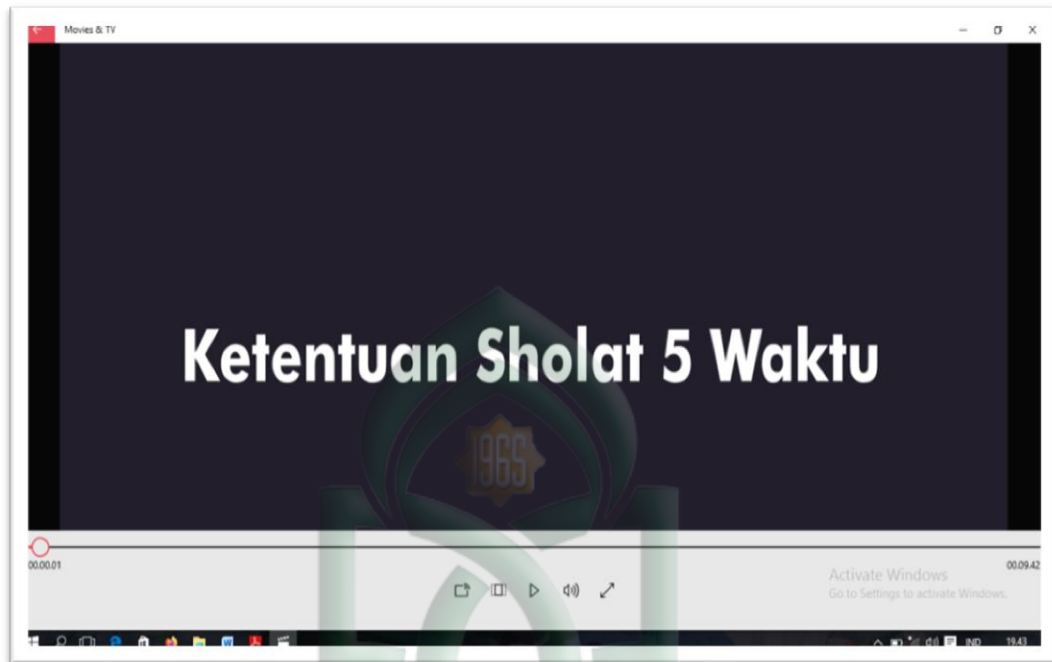 Movies & TV
Ketentuan Sholat 5 Waktu
1965
00.00.01
00.09.42
Activate Windows
Go to Settings to activate Windows.
IND
19.43